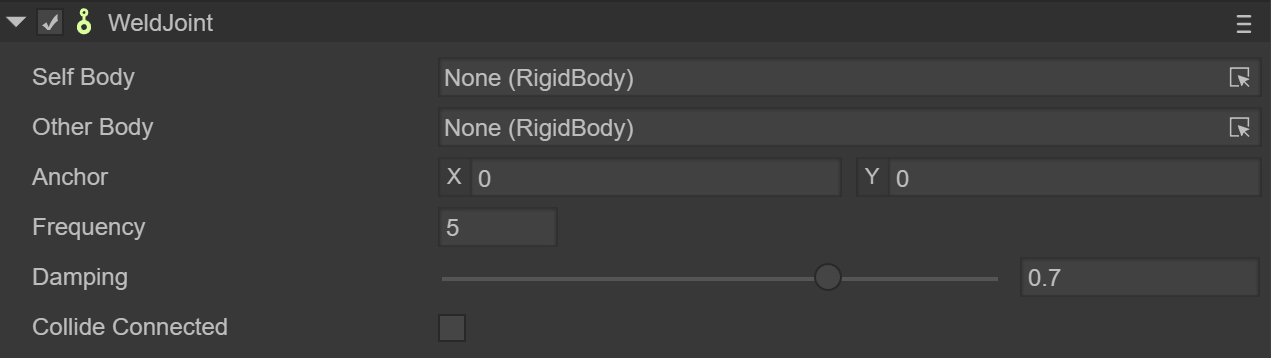 WeldJoint
Self Body None (RigidBody)
Other Body None (RigidBody)
Anchor X 0 Y 0
Frequency 5
Damping 0.7
Collide Connected